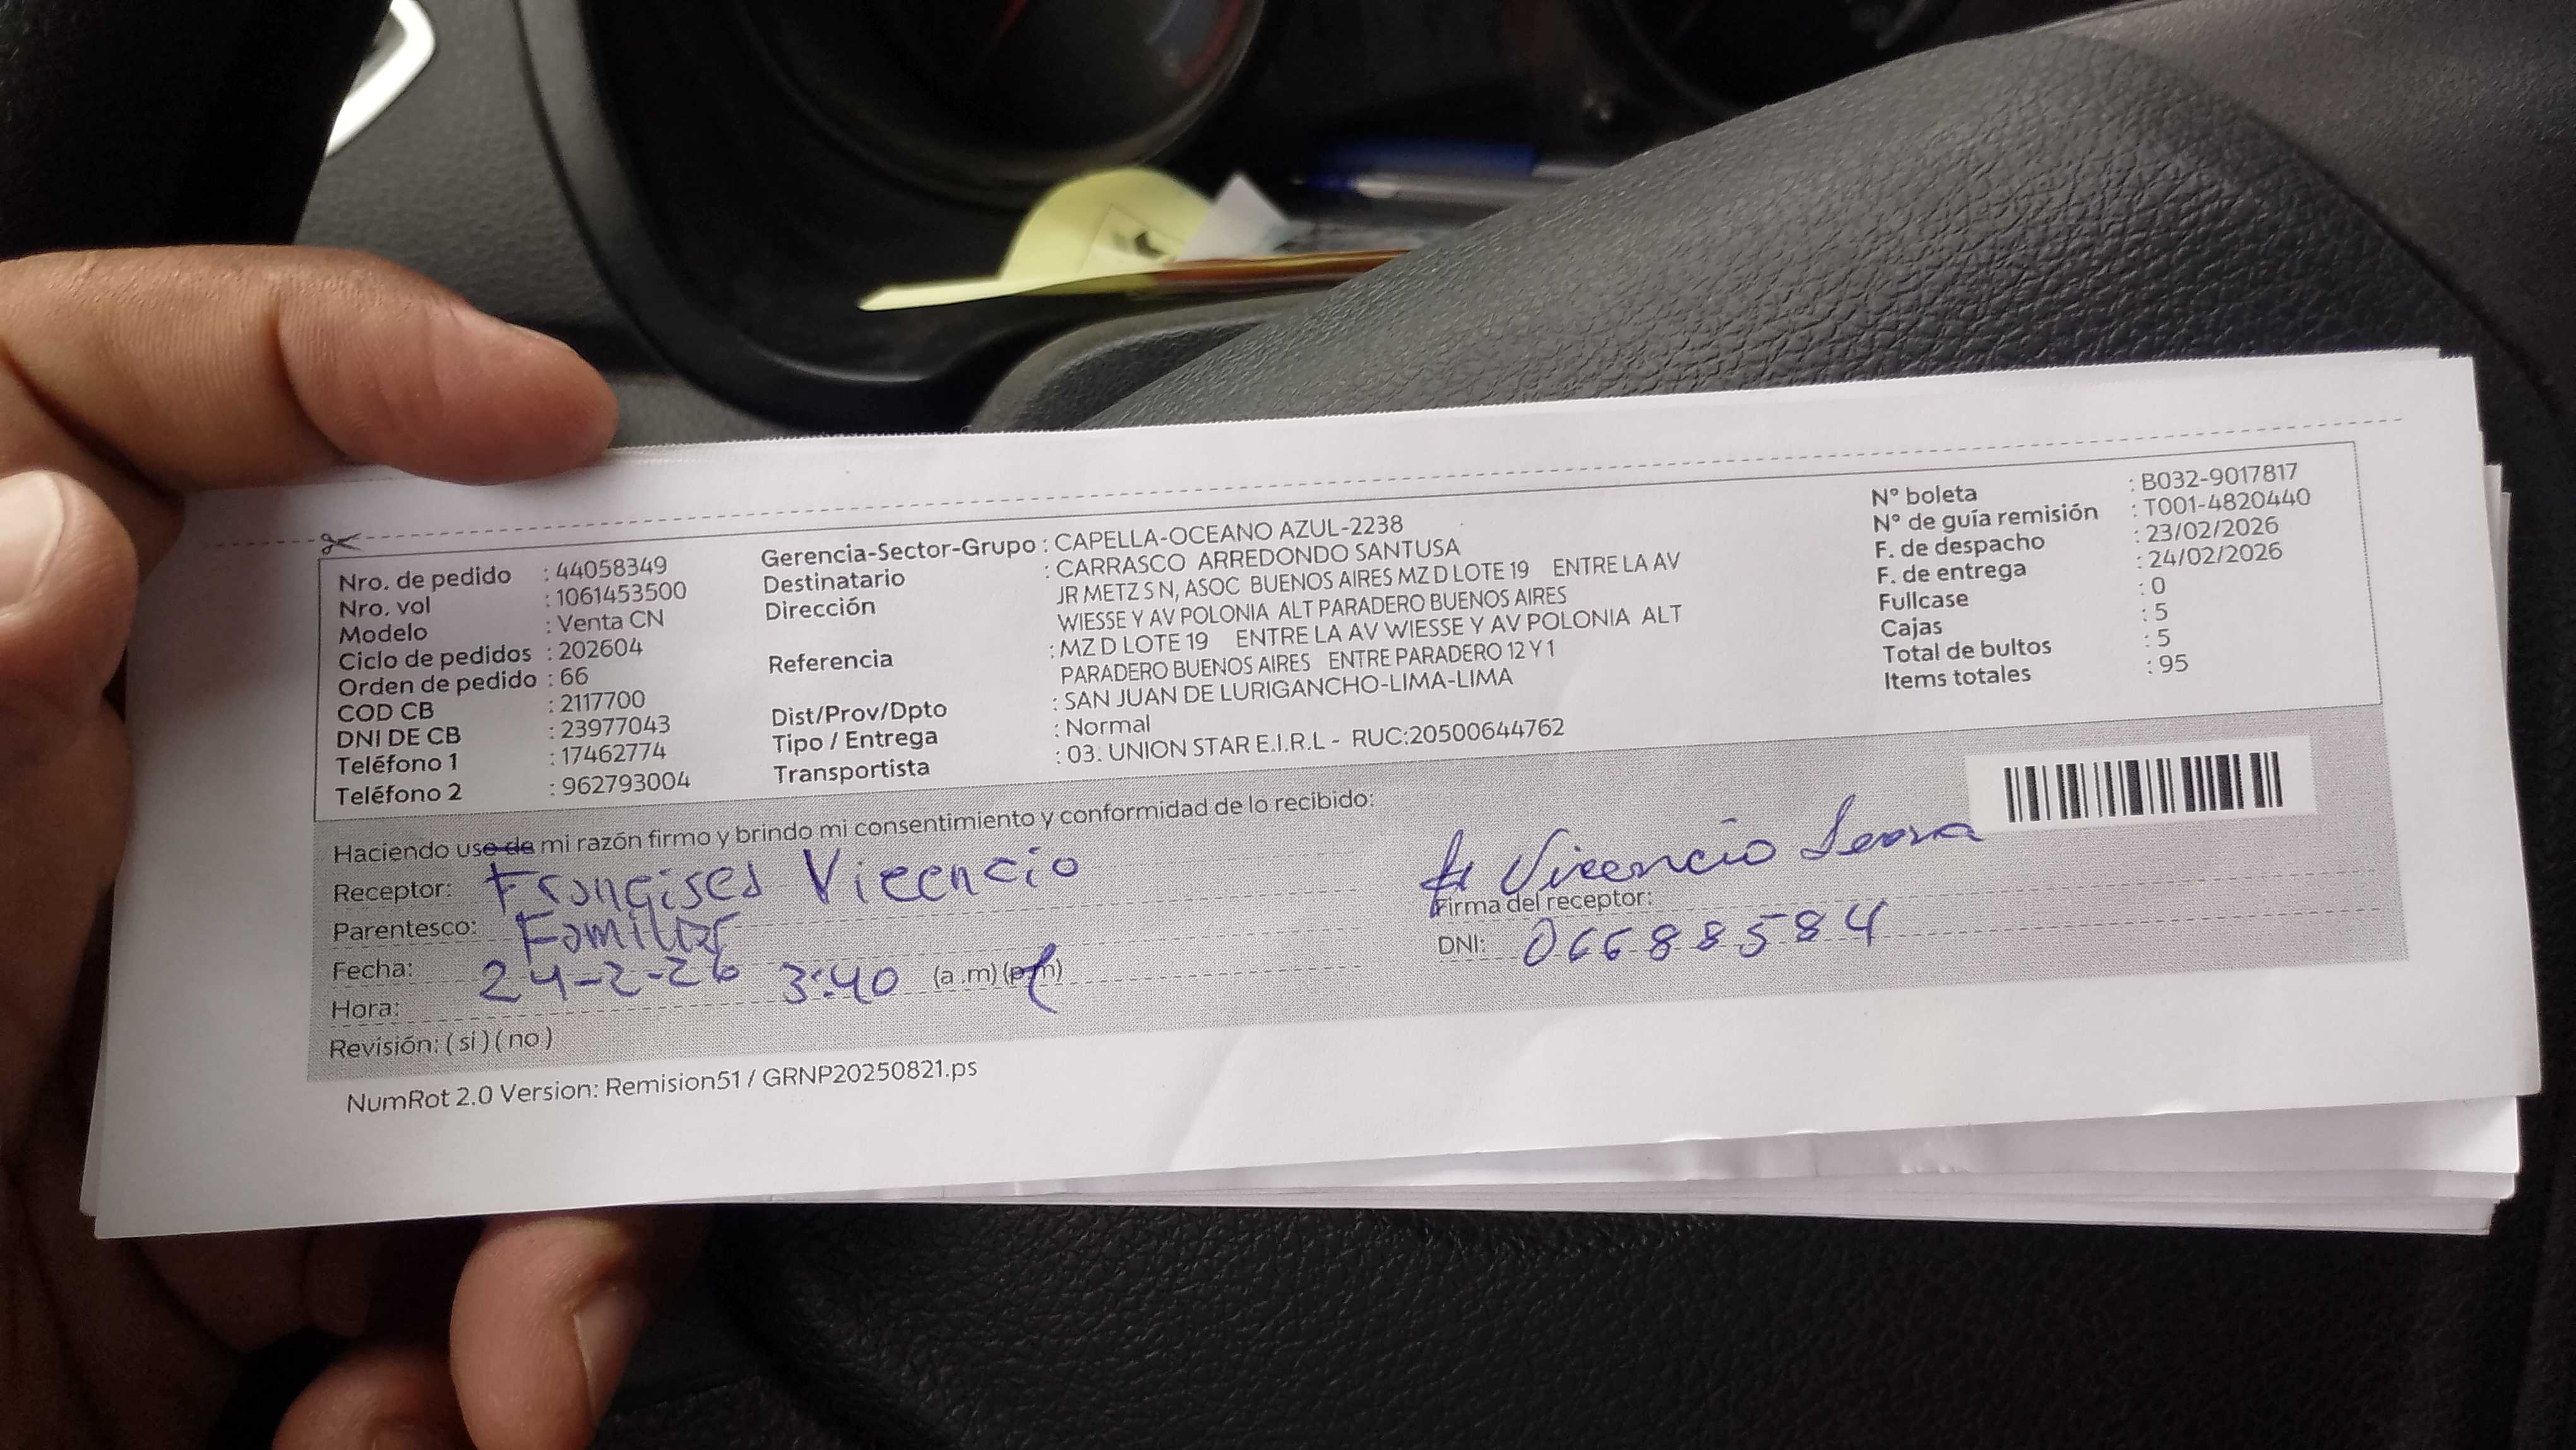 Nro. de pedido : 44058349
Nro. vol : 1061453500
Modelo : Venta CN
Ciclo de pedidos : 202604
Orden de pedido : 66
COD CB : 2117700
DNI DE CB : 23977043
Teléfono 1 : 17462774
Teléfono 2 : 962793004
Gerencia-Sector-Grupo : CAPELLA-OCEANO AZUL-2238
Destinatario : CARRASCO ARREDONDO SANTUSA
Dirección : JR METZ S N, ASOC BUENOS AIRES MZ D LOTE 19 ENTRE LA AV
WIESSE Y AV POLONIA ALT PARADERO BUENOS AIRES
Referencia : MZ D LOTE 19 ENTRE LA AV WIESSE Y AV POLONIA ALT
PARADERO BUENOS AIRES ENTRE PARADERO 12 Y 1
Dist/Prov/Dpto : SAN JUAN DE LURIGANCHO-LIMA-LIMA
Tipo / Entrega : Normal
Transportista : 03. UNION STAR E.I.R.L - RUC:20500644762
N° boleta : B032-9017817
N° de guía remisión : T001-4820440
F. de despacho : 23/02/2026
F. de entrega : 24/02/2026
Fullcase : 0
Cajas : 5
Total de bultos : 5
Items totales : 95
Haciendo uso de mi razón firmo y brindo mi consentimiento y conformidad de lo recibido:
Receptor: Vicencio
Parentesco: Familiar
Fecha: 24-2-26
Hora: 3:40 (a.m) (p.m)
Revisión: ( si ) ( no )
Vicencio
Firma del receptor:
DNI: 06688584
NumRot 2.0 Version: Remision51 / GRNP20250821.ps